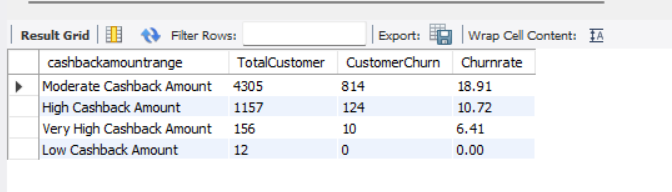 Result Grid Filter Rows: Export: Wrap Cell Content: IA
cashbackamountrange TotalCustomer CustomerChurn Churnrate
Moderate Cashback Amount 4305 814 18.91
High Cashback Amount 1157 124 10.72
Very High Cashback Amount 156 10 6.41
Low Cashback Amount 12 0 0.00